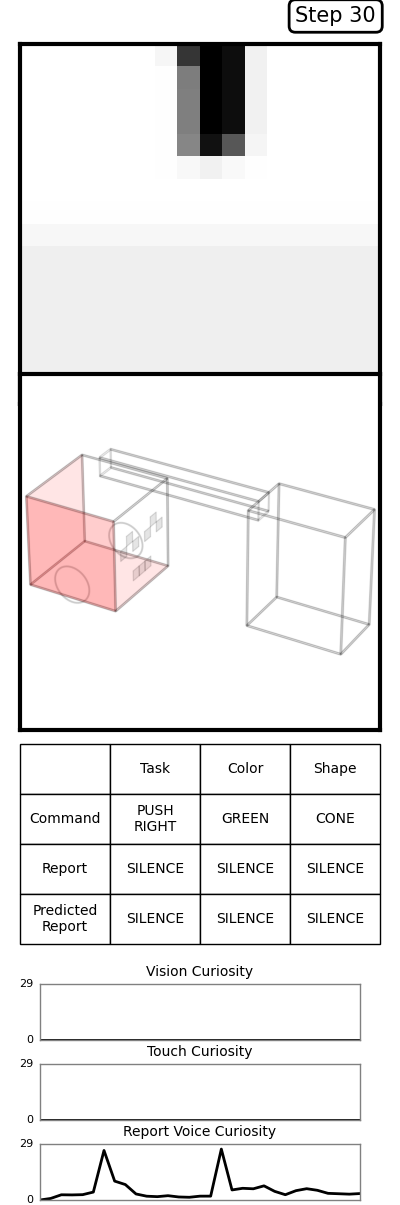 Step 30
Task Color Shape
Command PUSH RIGHT GREEN CONE
Report SILENCE SILENCE SILENCE
Predicted Report SILENCE SILENCE SILENCE
Vision Curiosity
29
0
Touch Curiosity
29
0
Report Voice Curiosity
29
0